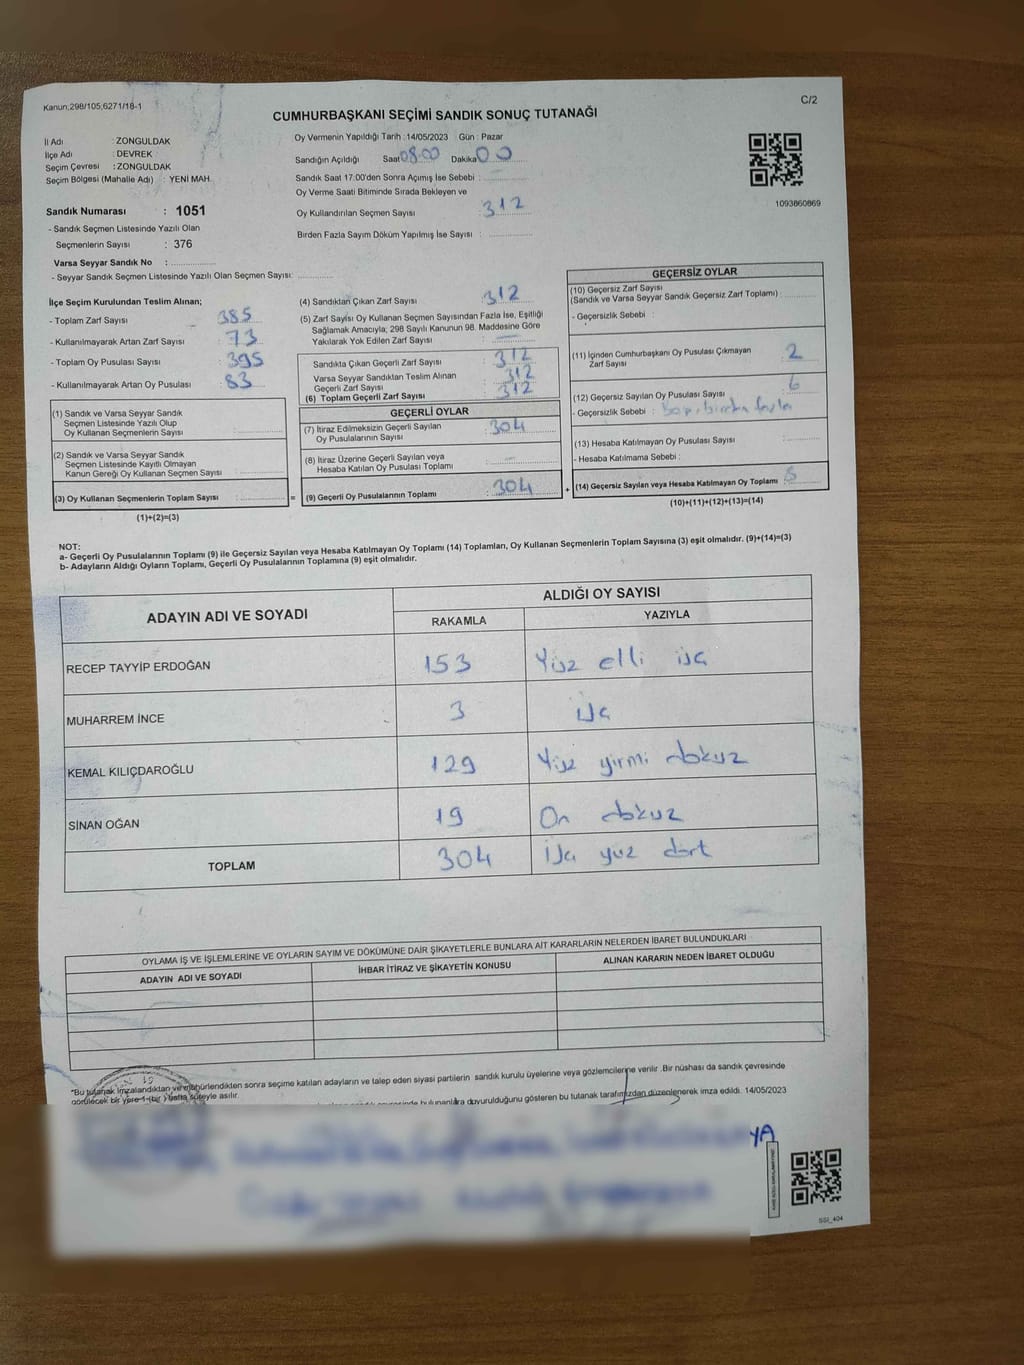 Kanun;298/105;6271/18-1
C/2
CUMHURBAŞKANI SEÇİMİ SANDIK SONUÇ TUTANAĞI
İl Adı : ZONGULDAK
İlçe Adı : DEVREK
Seçim Çevresi : ZONGULDAK
Seçim Bölgesi (Mahalle Adı) : YENİ MAH.
Oy Vermenin Yapıldığı Tarih : 14/05/2023 Gün : Pazar
Sandığın Açıldığı Saat 08:00 Dakika 00
Sandık Saat 17:00'den Sonra Açımış İse Sebebi :
Oy Verme Saati Bitiminde Sırada Bekleyen ve
Oy Kullandırılan Seçmen Sayısı : 312
Birden Fazla Sayım Döküm Yapılmış İse Sayısı :
1093860869
Sandık Numarası : 1051
- Sandık Seçmen Listesinde Yazılı Olan
Seçmenlerin Sayısı : 376
Varsa Seyyar Sandık No :
- Seyyar Sandık Seçmen Listesinde Yazılı Olan Seçmen Sayısı:
İlçe Seçim Kurulundan Teslim Alınan;
- Toplam Zarf Sayısı : 385
- Kullanılmayarak Artan Zarf Sayısı : 73
- Toplam Oy Pusulası Sayısı : 395
- Kullanılmayarak Artan Oy Pusulası : 83
(1) Sandık ve Varsa Seyyar Sandık
Seçmen Listesinde Yazılı Olup
Oy Kullanan Seçmenlerin Sayısı :
(2) Sandık ve Varsa Seyyar Sandık
Seçmen Listesinde Kayıtlı Olmayan
Kanun Gereği Oy Kullanan Seçmen Sayısı :
(3) Oy Kullanan Seçmenlerin Toplam Sayısı : =
(1)+(2)=(3)
(4) Sandıktan Çıkan Zarf Sayısı : 312
(5) Zarf Sayısı Oy Kullanan Seçmen Sayısından Fazla İse, Eşitliği
Sağlamak Amacıyla; 298 Sayılı Kanunun 98. Maddesine Göre
Yakılarak Yok Edilen Zarf Sayısı : —
Sandıkta Çıkan Geçerli Zarf Sayısı : 312
Varsa Seyyar Sandıktan Teslim Alınan
Geçerli Zarf Sayısı : 312
(6) Toplam Geçerli Zarf Sayısı : 312
GEÇERLİ OYLAR
(7) İtiraz Edilmeksizin Geçerli Sayılan
Oy Pusulalarının Sayısı : 304
(8) İtiraz Üzerine Geçerli Sayılan veya
Hesaba Katılan Oy Pusulası Toplamı : —
(9) Geçerli Oy Pusulalarının Toplamı : 304 +
GEÇERSİZ OYLAR
(10) Geçersiz Zarf Sayısı
(Sandık ve Varsa Seyyar Sandık Geçersiz Zarf Toplamı) :
- Geçersizlik Sebebi :
(11) İçinden Cumhurbaşkanı Oy Pusulası Çıkmayan
Zarf Sayısı : 2
(12) Geçersiz Sayılan Oy Pusulası Sayısı : 6
- Geçersizlik Sebebi : birden fazla
(13) Hesaba Katılmayan Oy Pusulası Sayısı :
- Hesaba Katılmama Sebebi :
(14) Geçersiz Sayılan veya Hesaba Katılmayan Oy Toplamı : 8
(10)+(11)+(12)+(13)=(14)
NOT:
a- Geçerli Oy Pusulalarının Toplamı (9) ile Geçersiz Sayılan veya Hesaba Katılmayan Oy Toplamı (14) Toplamları, Oy Kullanan Seçmenlerin Toplam Sayısına (3) eşit olmalıdır. (9)+(14)=(3)
b- Adayların Aldığı Oyların Toplamı, Geçerli Oy Pusulalarının Toplamına (9) eşit olmalıdır.
ADAYIN ADI VE SOYADI
ALDIĞI OY SAYISI
RAKAMLA YAZIYLA
RECEP TAYYİP ERDOĞAN 153 Yüz elli üç
MUHARREM İNCE 3 üç
KEMAL KILIÇDAROĞLU 129 Yüz yirmi dokuz
SİNAN OĞAN 19 On dokuz
TOPLAM 304 Üç yüz dört
OYLAMA İŞ VE İŞLEMLERİNE VE OYLARIN SAYIM VE DÖKÜMÜNE DAİR ŞİKAYETLERLE BUNLARA AİT KARARLARIN NELERDEN İBARET BULUNDUKLARI
ADAYIN ADI VE SOYADI İHBAR İTİRAZ VE ŞİKAYETİN KONUSU ALINAN KARARIN NEDEN İBARET OLDUĞU
*Bu tutanak imzalandıktan ve mühürlendikten sonra seçime katılan adayların ve talep eden siyasi partilerin sandık kurulu üyelerine veya gözlemcilerine verilir .Bir nüshası da sandık çevresinde
görülecek bir yere 1-(bir ) hafta süreyle asılır.
bulunanlara duyurulduğunu gösteren bu tutanak tarafımızdan düzenlenerek imza edildi. 14/05/2023
YA
SSI_404